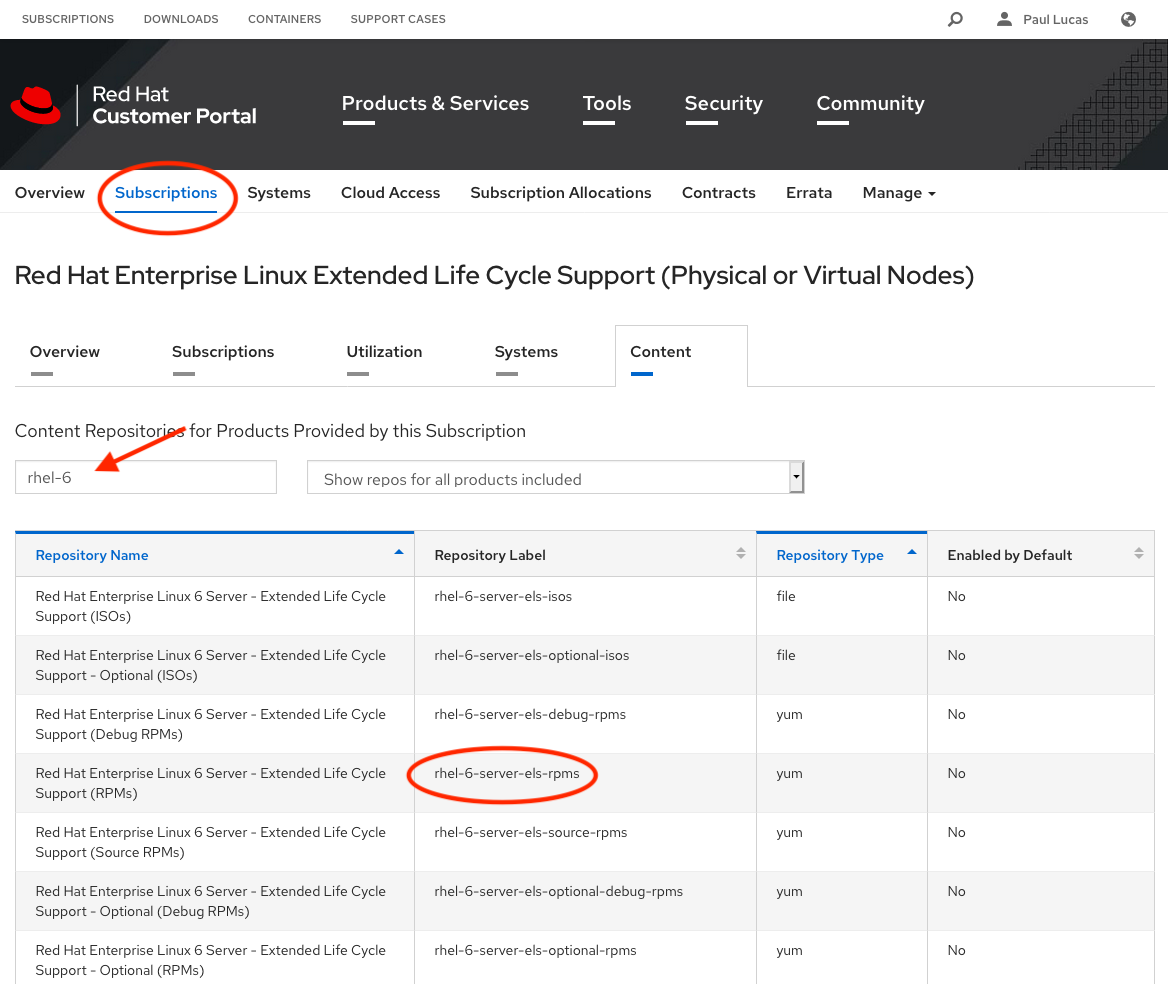 SUBSCRIPTIONS DOWNLOADS CONTAINERS SUPPORT CASES Paul Lucas
Red Hat
Customer Portal
Products & Services Tools Security Community
Overview Subscriptions Systems Cloud Access Subscription Allocations Contracts Errata Manage
Red Hat Enterprise Linux Extended Life Cycle Support (Physical or Virtual Nodes)
Overview Subscriptions Utilization Systems Content
Content Repositories for Products Provided by this Subscription
rhel-6 Show repos for all products included
Repository Name Repository Label Repository Type Enabled by Default
Red Hat Enterprise Linux 6 Server - Extended Life Cycle rhel-6-server-els-isos file No
Support (ISOs)
Red Hat Enterprise Linux 6 Server - Extended Life Cycle rhel-6-server-els-optional-isos file No
Support - Optional (ISOs)
Red Hat Enterprise Linux 6 Server - Extended Life Cycle rhel-6-server-els-debug-rpms yum No
Support (Debug RPMs)
Red Hat Enterprise Linux 6 Server - Extended Life Cycle rhel-6-server-els-rpms yum No
Support (RPMs)
Red Hat Enterprise Linux 6 Server - Extended Life Cycle rhel-6-server-els-source-rpms yum No
Support (Source RPMs)
Red Hat Enterprise Linux 6 Server - Extended Life Cycle rhel-6-server-els-optional-debug-rpms yum No
Support - Optional (Debug RPMs)
Red Hat Enterprise Linux 6 Server - Extended Life Cycle rhel-6-server-els-optional-rpms yum No
Support - Optional (RPMs)